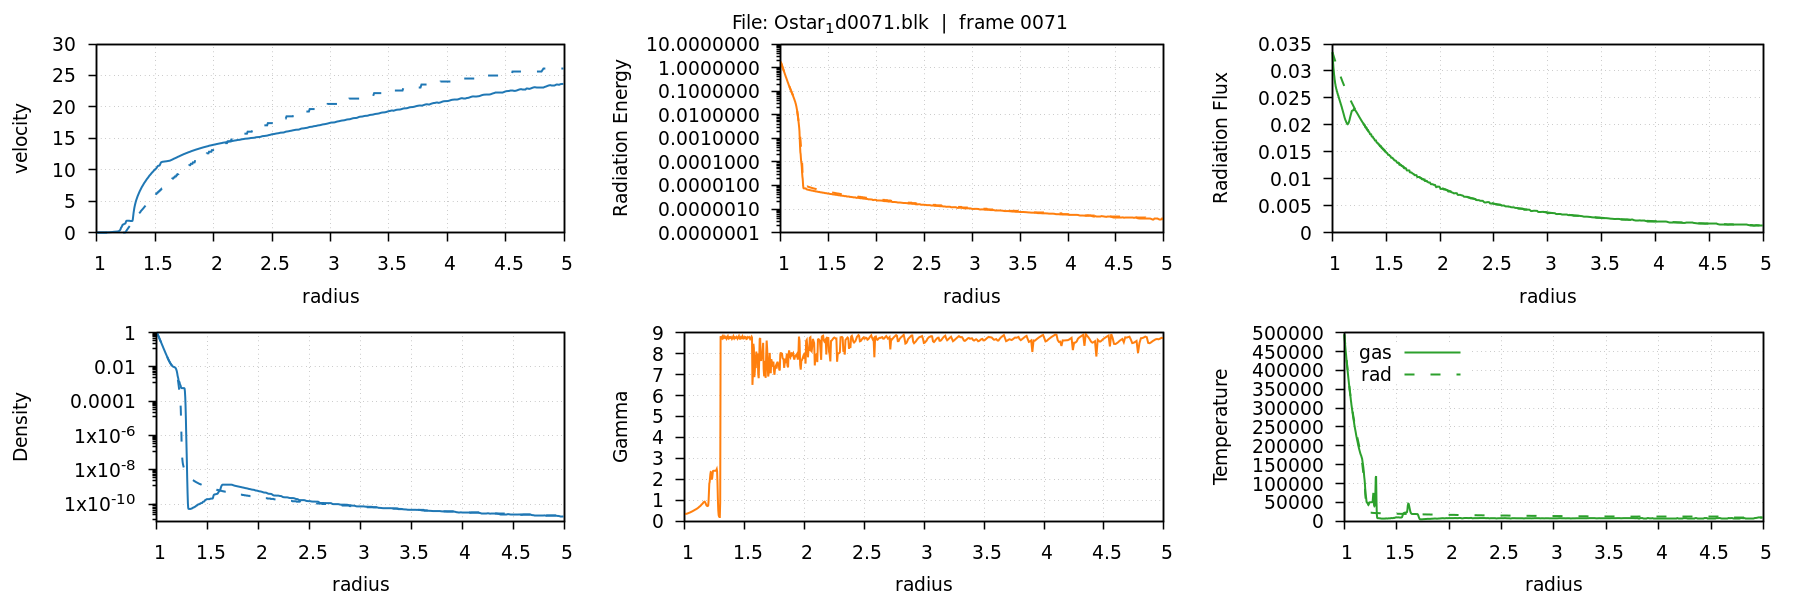 File: Ostar1d0071.blk | frame 0071
velocity
30
25
20
15
10
5
0
1 1.5 2 2.5 3 3.5 4 4.5 5
radius
Radiation Energy
10.0000000
1.0000000
0.1000000
0.0100000
0.0010000
0.0001000
0.0000100
0.0000010
0.0000001
1 1.5 2 2.5 3 3.5 4 4.5 5
radius
Radiation Flux
0.035
0.03
0.025
0.02
0.015
0.01
0.005
0
1 1.5 2 2.5 3 3.5 4 4.5 5
radius
Density
1
0.01
0.0001
1x10-6
1x10-8
1x10-10
1 1.5 2 2.5 3 3.5 4 4.5 5
radius
Gamma
9
8
7
6
5
4
3
2
1
0
1 1.5 2 2.5 3 3.5 4 4.5 5
radius
Temperature
500000
450000
400000
350000
300000
250000
200000
150000
100000
50000
0
gas
rad
1 1.5 2 2.5 3 3.5 4 4.5 5
radius